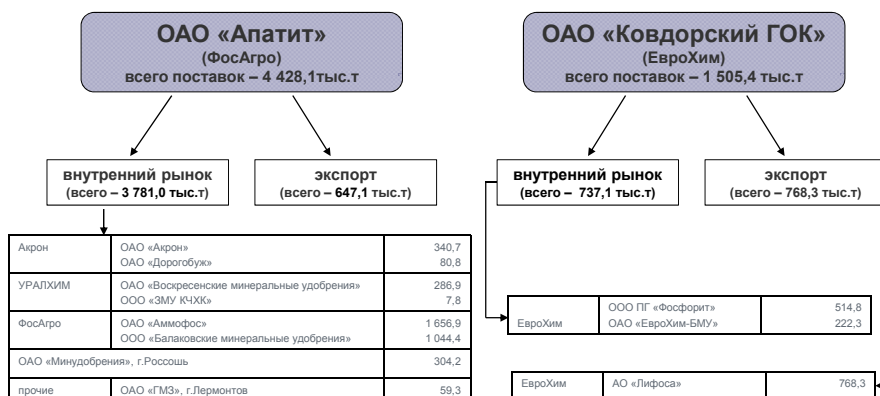 ОАО «Апатит»
(ФосАгро)
всего поставок – 4 428,1тыс.т
внутренний рынок
(всего – 3 781,0 тыс.т)
экспорт
(всего – 647,1 тыс.т)
Акрон ОАО «Акрон» 340,7
ОАО «Дорогобуж» 80,8
УРАЛХИМ ОАО «Воскресенские минеральные удобрения» 286,9
ООО «ЗМУ КЧХК» 7,8
ФосАгро ОАО «Аммофос» 1 656,9
ООО «Балаковские минеральные удобрения» 1 044,4
ОАО «Минудобрения», г.Россошь 304,2
прочие ОАО «ГМЗ», г.Лермонтов 59,3
ОАО «Ковдорский ГОК»
(ЕвроХим)
всего поставок – 1 505,4 тыс.т
внутренний рынок
(всего – 737,1 тыс.т)
экспорт
(всего – 768,3 тыс.т)
ООО ПГ «Фосфорит» 514,8
ЕвроХим ОАО «ЕвроХим-БМУ» 222,3
ЕвроХим АО «Лифоса» 768,3